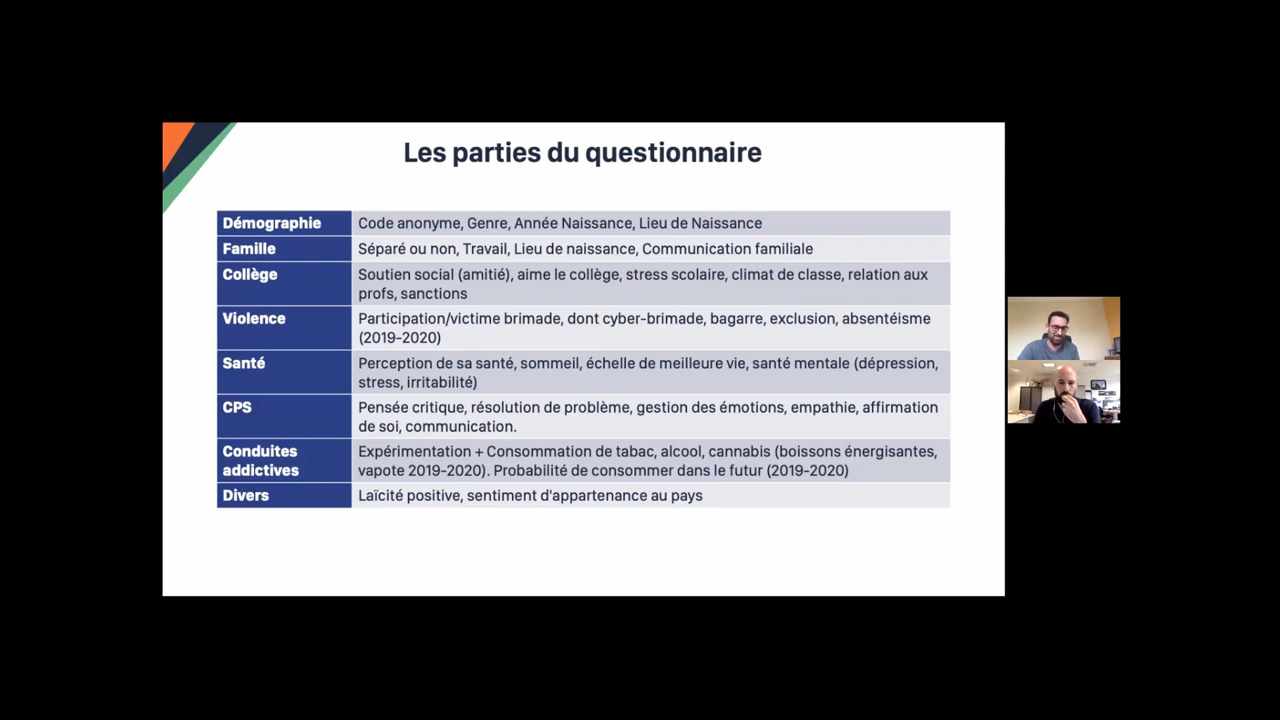 Les parties du questionnaire
Démographie
Code anonyme, Genre, Année Naissance, Lieu de Naissance
Famille
Séparé ou non, Travail, Lieu de naissance, Communication familiale
Collège
Soutien social (amitié), aime le collège, stress scolaire, climat de classe, relation aux
profs, sanctions
Violence
Participation/victime brimade, dont cyber-brimade, bagarre, exclusion, absentéisme
(2019-2020)
Santé
Perception de sa santé, sommeil, échelle de meilleure vie, santé mentale (dépression,
stress, irritabilité)
CPS
Pensée critique, résolution de problème, gestion des émotions, empathie, affirmation
de soi, communication.
Conduites
addictives
Expérimentation + Consommation de tabac, alcool, cannabis (boissons énergisantes,
vapote 2019-2020). Probabilité de consommer dans le futur (2019-2020)
Divers
Laïcité positive, sentiment d'appartenance au pays